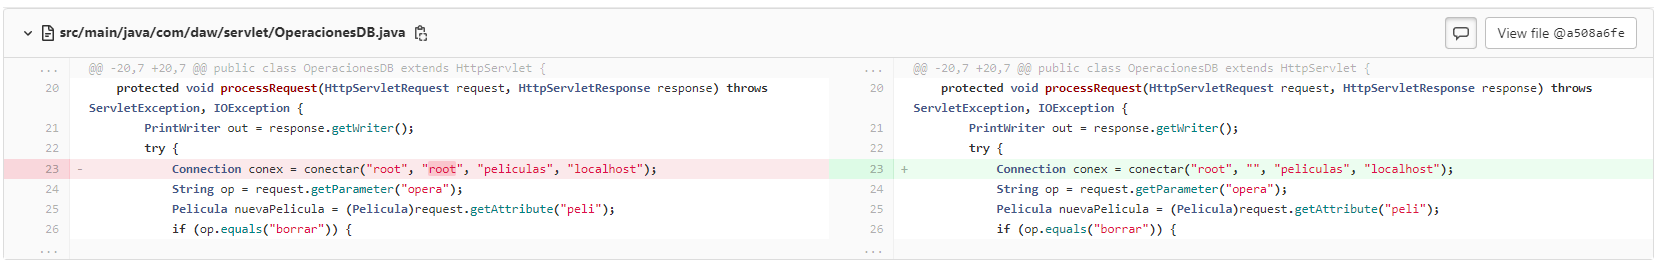 src/main/java/com/daw/servlet/OperacionesDB.java
View file @a508a6fe
... @@ -20,7 +20,7 @@ public class OperacionesDB extends HttpServlet {
20 protected void processRequest(HttpServletRequest request, HttpServletResponse response) throws
ServletException, IOException {
21 PrintWriter out = response.getWriter();
22 try {
23 - Connection conex = conectar("root", "root", "peliculas", "localhost");
24 String op = request.getParameter("opera");
25 Pelicula nuevaPelicula = (Pelicula)request.getAttribute("peli");
26 if (op.equals("borrar")) {
...
... @@ -20,7 +20,7 @@ public class OperacionesDB extends HttpServlet {
20 protected void processRequest(HttpServletRequest request, HttpServletResponse response) throws
ServletException, IOException {
21 PrintWriter out = response.getWriter();
22 try {
23 + Connection conex = conectar("root", "", "peliculas", "localhost");
24 String op = request.getParameter("opera");
25 Pelicula nuevaPelicula = (Pelicula)request.getAttribute("peli");
26 if (op.equals("borrar")) {
...